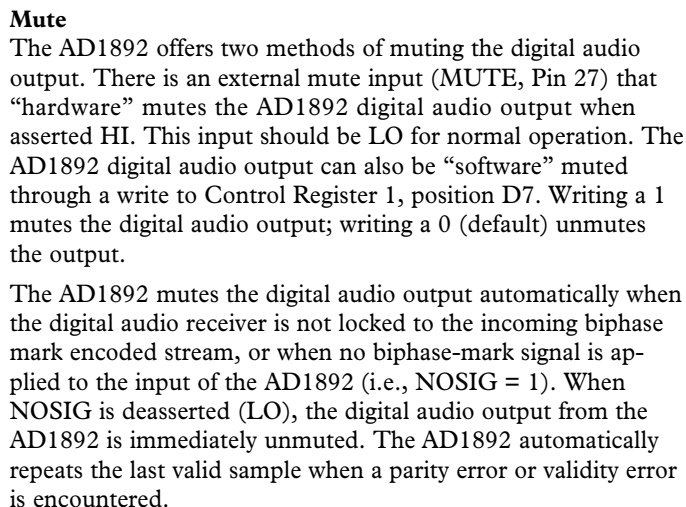 Mute
The AD1892 offers two methods of muting the digital audio
output. There is an external mute input (MUTE, Pin 27) that
“hardware” mutes the AD1892 digital audio output when
asserted HI. This input should be LO for normal operation. The
AD1892 digital audio output can also be “software” muted
through a write to Control Register 1, position D7. Writing a 1
mutes the digital audio output; writing a 0 (default) unmutes
the output.
The AD1892 mutes the digital audio output automatically when
the digital audio receiver is not locked to the incoming biphase
mark encoded stream, or when no biphase-mark signal is ap-
plied to the input of the AD1892 (i.e., NOSIG = 1). When
NOSIG is deasserted (LO), the digital audio output from the
AD1892 is immediately unmuted. The AD1892 automatically
repeats the last valid sample when a parity error or validity error
is encountered.